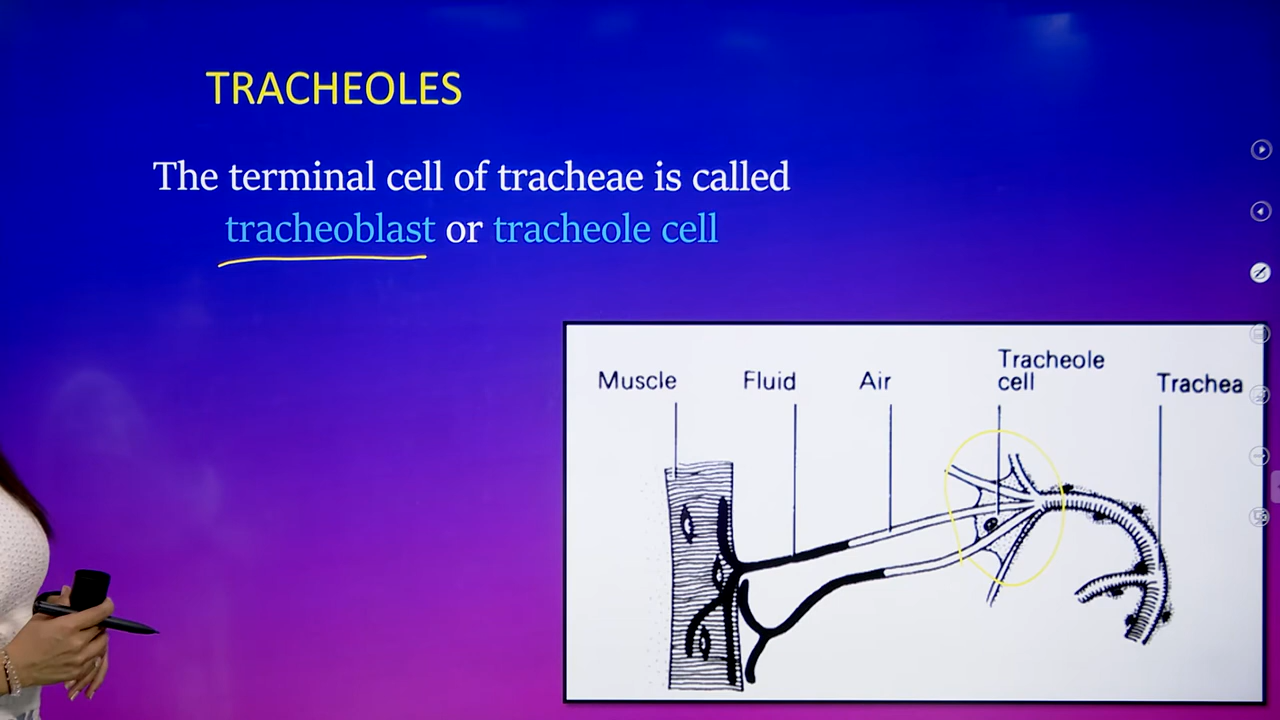 TRACHEOLES
The terminal cell of tracheae is called
tracheoblast or tracheole cell
Muscle
Fluid
Air
Tracheole
cell
Trachea